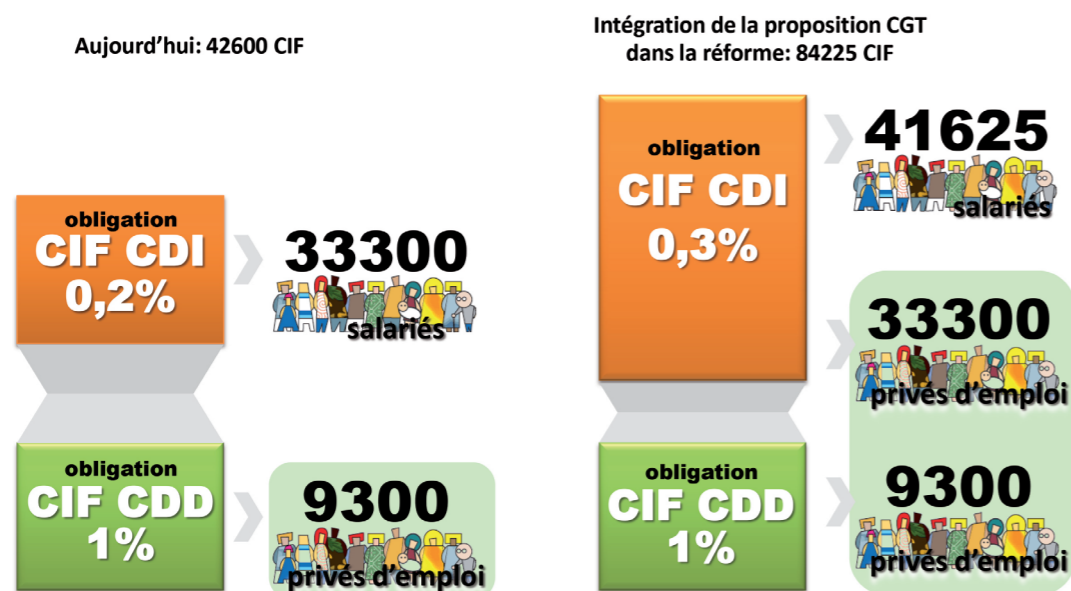 Aujourd’hui: 42600 CIF
obligation
CIF CDI
0,2%
33300
salariés
obligation
CIF CDD
1%
9300
privés d’emploi
Intégration de la proposition CGT
dans la réforme: 84225 CIF
obligation
CIF CDI
0,3%
41625
salariés
33300
privés d’emploi
obligation
CIF CDD
1%
9300
privés d’emploi